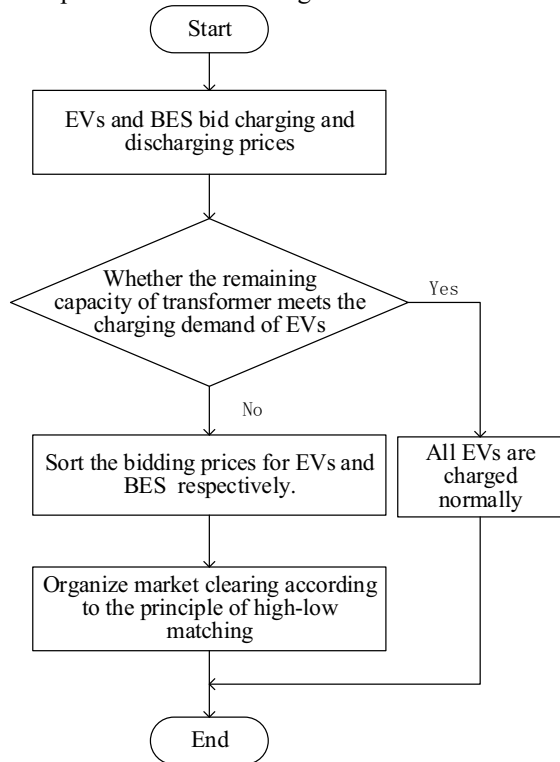 Start
EVs and BES bid charging and
discharging prices
Whether the remaining
capacity of transformer meets the
charging demand of EVs
Yes
No
Sort the bidding prices for EVs and
BES respectively.
All EVs are
charged
normally
Organize market clearing according
to the principle of high-low
matching
End